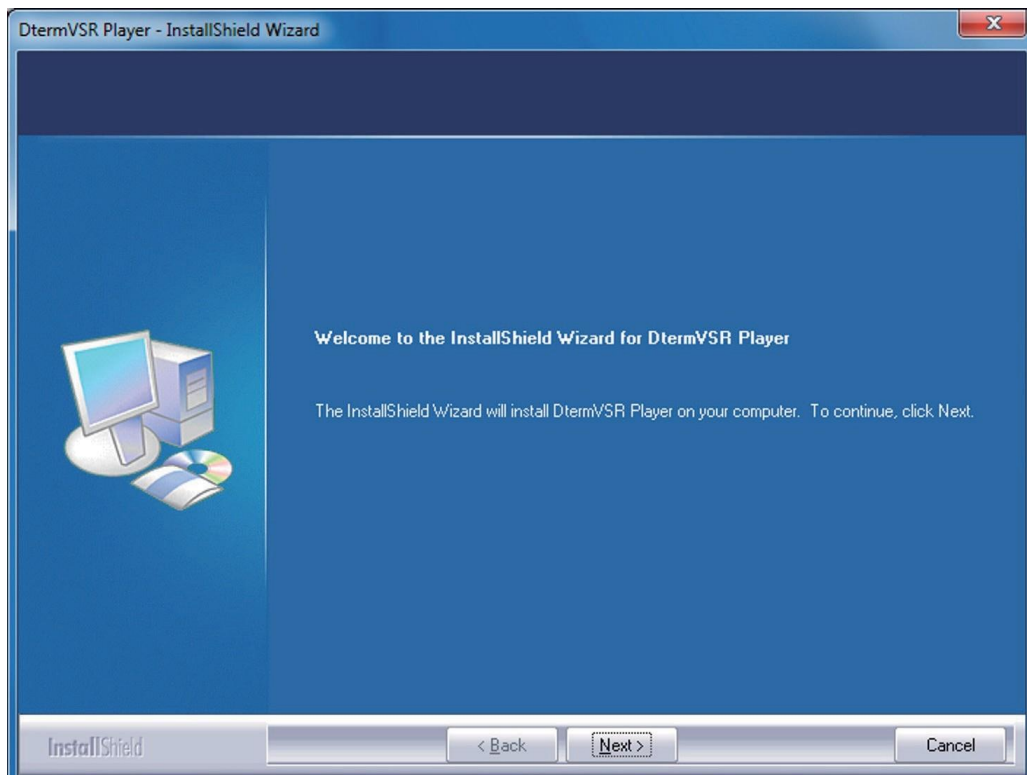 DtermVSR Player - InstallShield Wizard
Welcome to the InstallShield Wizard for DtermVSR Player
The InstallShield Wizard will install DtermVSR Player on your computer. To continue, click Next.
InstallShield
< Back
Next >
Cancel